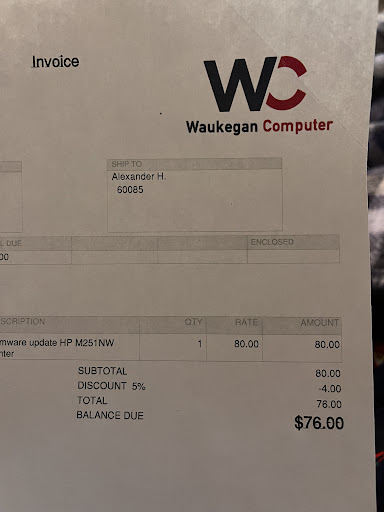 Invoice
WC
Waukegan Computer
SHIP TO
Alexander H.
60085
DUE
00
ENCLOSED
SCRIPTION QTY RATE AMOUNT
mware update HP M251NW 1 80.00 80.00
nter
SUBTOTAL 80.00
DISCOUNT 5% -4.00
TOTAL 76.00
BALANCE DUE $76.00